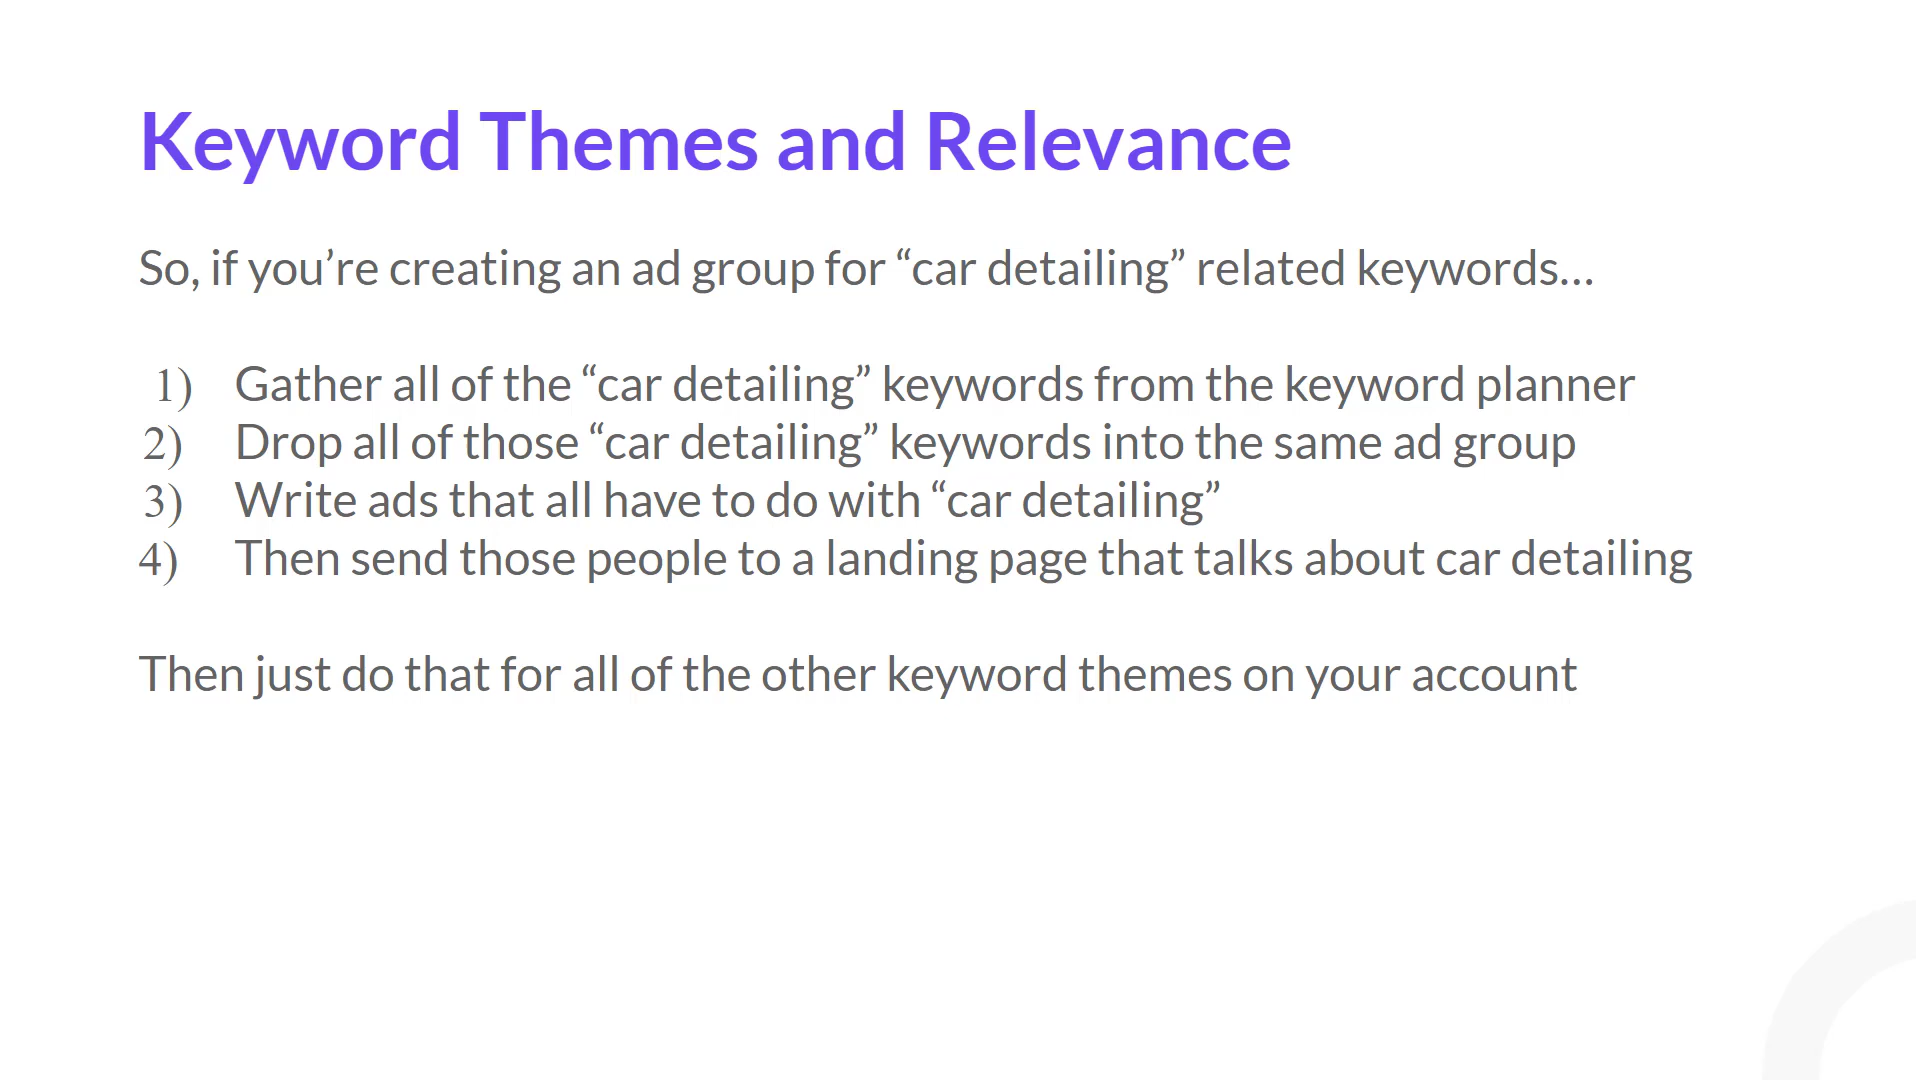 Keyword Themes and Relevance
So, if you’re creating an ad group for “car detailing” related keywords…
1) Gather all of the “car detailing” keywords from the keyword planner
2) Drop all of those “car detailing” keywords into the same ad group
3) Write ads that all have to do with “car detailing”
4) Then send those people to a landing page that talks about car detailing
Then just do that for all of the other keyword themes on your account